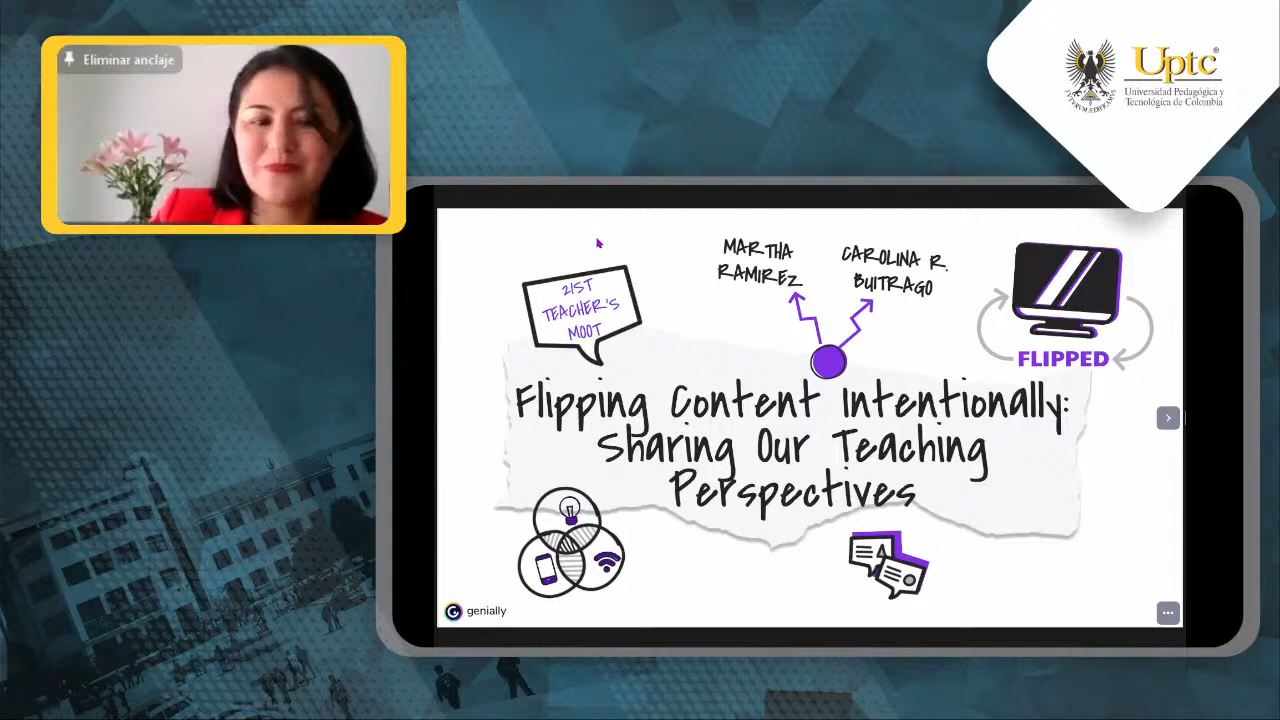 Eliminar anclaje
Uptc®
Universidad Pedagógica y
Tecnológica de Colombia
MARTHA
RAMIREZ
CAROLINA R.
BUITRAGO
21ST
TEACHER'S
MOOT
FLIPPED
Flipping Content Intentionally:
Sharing Our Teaching
Perspectives
genially